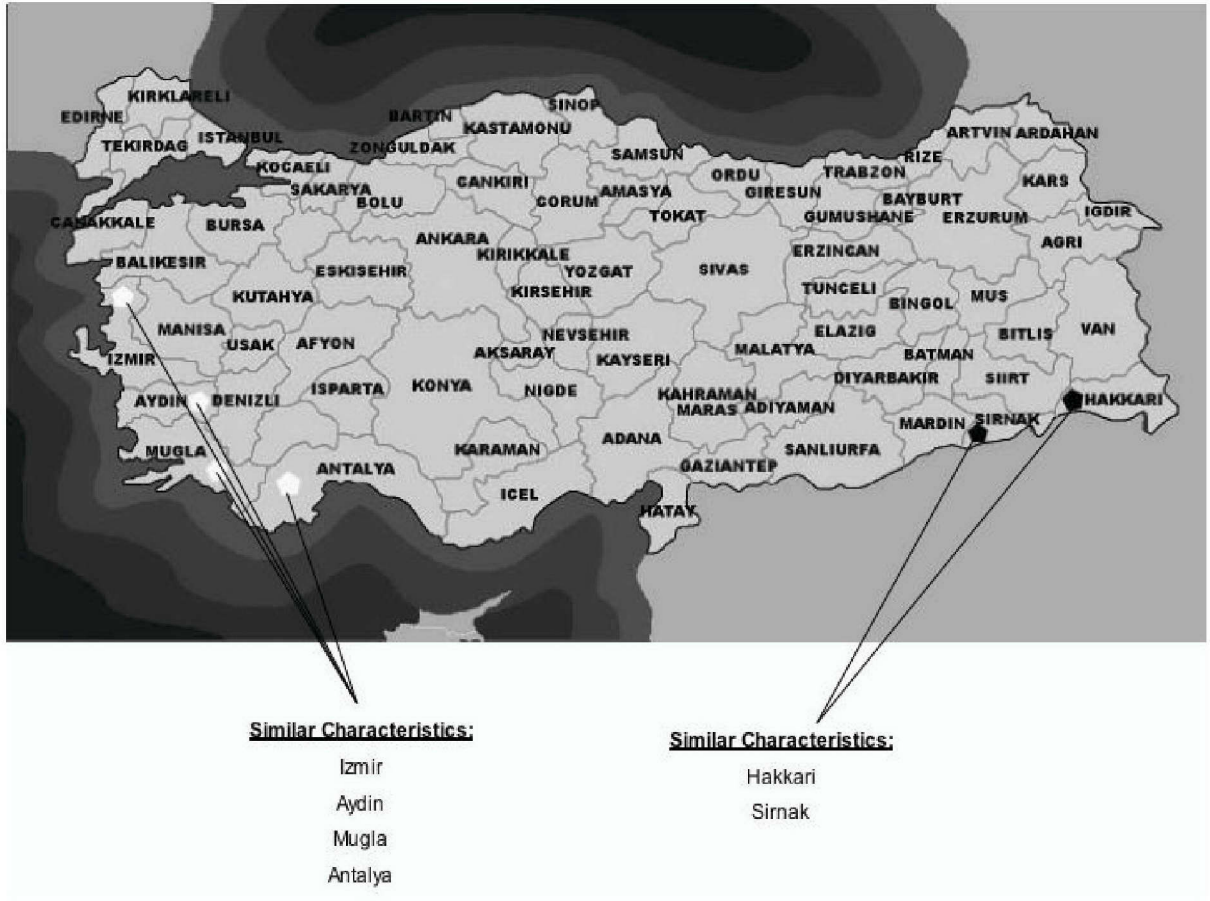 KIRKLARELI
EDIRNE
TEKIRDAG
ISTANBUL
KOCAELI
SAKARYA
BOLU
BARTIN
ZONGULDAK
KASTAMONU
SINOP
CANKIRI
CORUM
SAMSUN
AMASYA
TOKAT
ORDU
GIRESUN
TRABZON
RIZE
ARTVIN
ARDAHAN
KARS
BAYBURT
GUMUSHANE
ERZURUM
IGDIR
AGRI
CANAKKALE
BURSA
BALIKESIR
ESKISEHIR
KUTAHYA
ANKARA
KIRIKKALE
YOZGAT
KIRSEHIR
SIVAS
ERZINCAN
TUNCELI
BINGOL
MUS
BITLIS
VAN
MANISA
USAK
AFYON
IZMIR
AKSARAY
NEVSEHIR
KAYSERI
MALATYA
ELAZIG
BATMAN
DIYARBAKIR
SIIRT
AYDIN
DENIZLI
ISPARTA
KONYA
NIGDE
KAHRAMAN
MARAS
ADIYAMAN
MARDIN
SIRNAK
HAKKARI
MUGLA
ANTALYA
KARAMAN
ICEL
ADANA
GAZIANTEP
SANLIURFA
HATAY
Similar Characteristics:
Izmir
Aydin
Mugla
Antalya
Similar Characteristics:
Hakkari
Sirnak